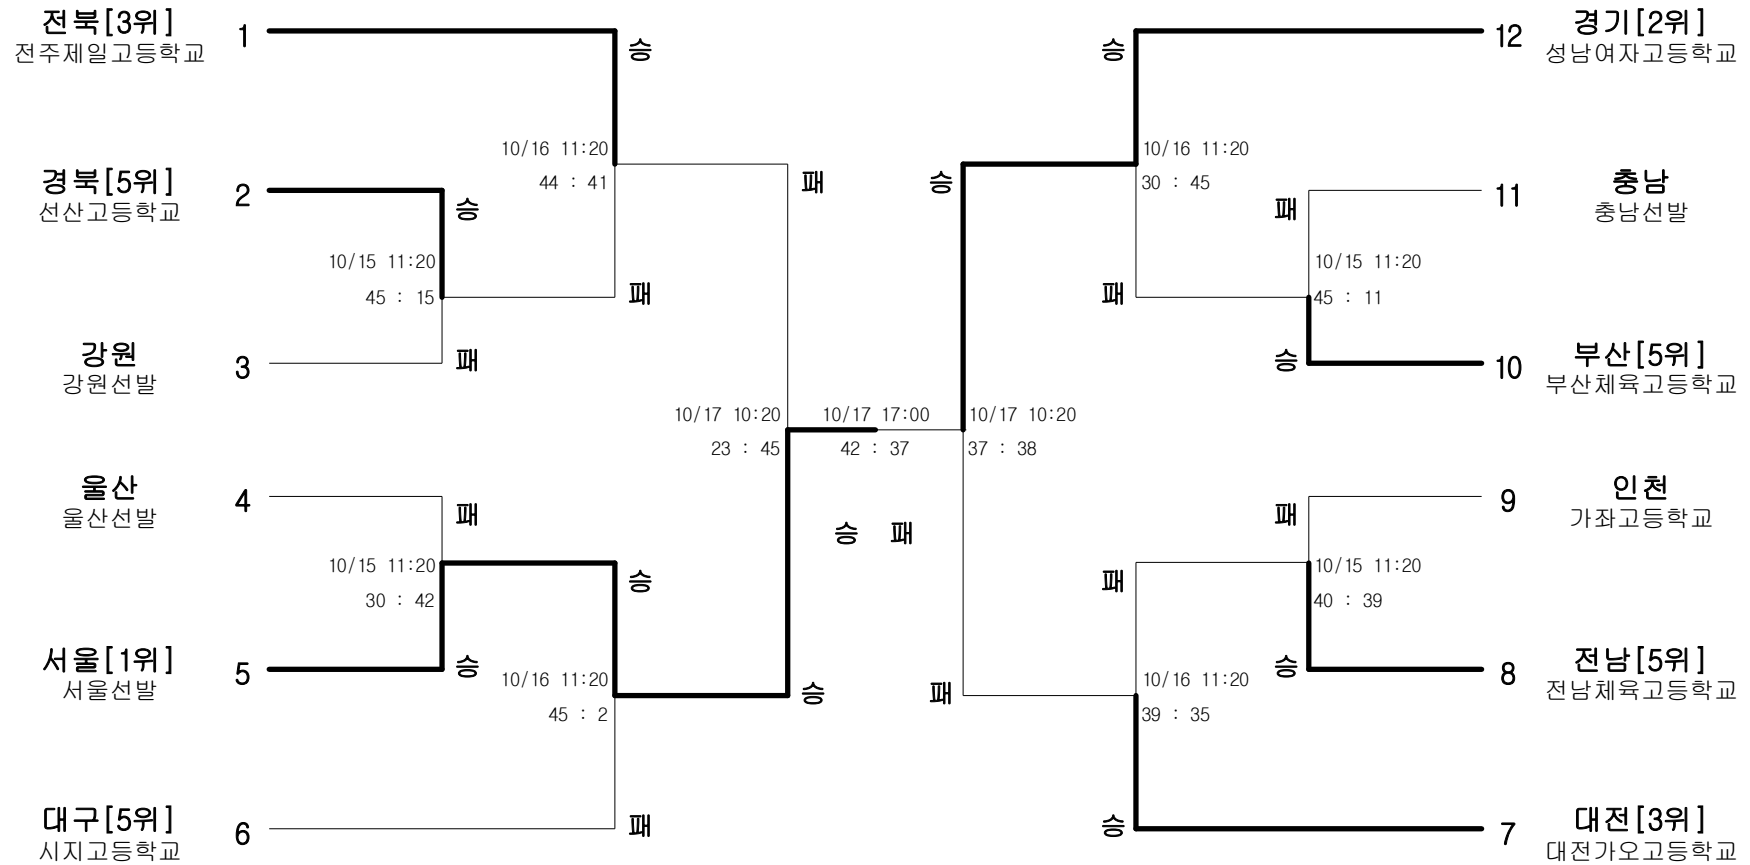 전북[3위]
전주제일고등학교
1
승
10/16 11:20
44 : 41
경북[5위]
선산고등학교
2
승
패
10/15 11:20
45 : 15
패
강원
강원선발
3
패
10/17 10:20
23 : 45
10/17 17:00
42 : 37
승 패
울산
울산선발
4
패
10/15 11:20
30 : 42
승
서울[1위]
서울선발
5
승
10/16 11:20
45 : 2
승
대구[5위]
시지고등학교
6
패
승
12
경기[2위]
성남여자고등학교
10/16 11:20
30 : 45
승
패
11
충남
충남선발
10/15 11:20
45 : 11
패
승
10
부산[5위]
부산체육고등학교
10/17 10:20
37 : 38
패
9
인천
가좌고등학교
10/15 11:20
40 : 39
패
승
8
전남[5위]
전남체육고등학교
10/16 11:20
39 : 35
패
승
7
대전[3위]
대전가오고등학교